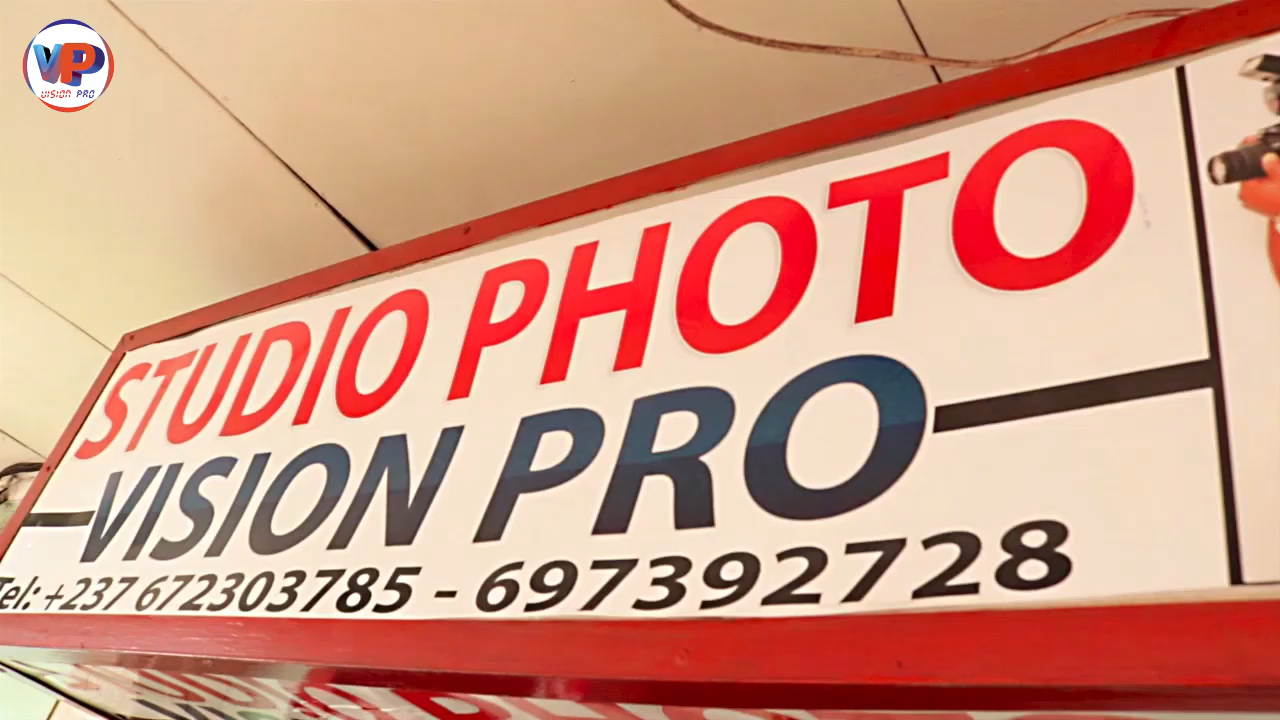 VP
VISION PRO
STUDIO PHOTO
VISION PRO
Tel: +237 672303785 - 697392728